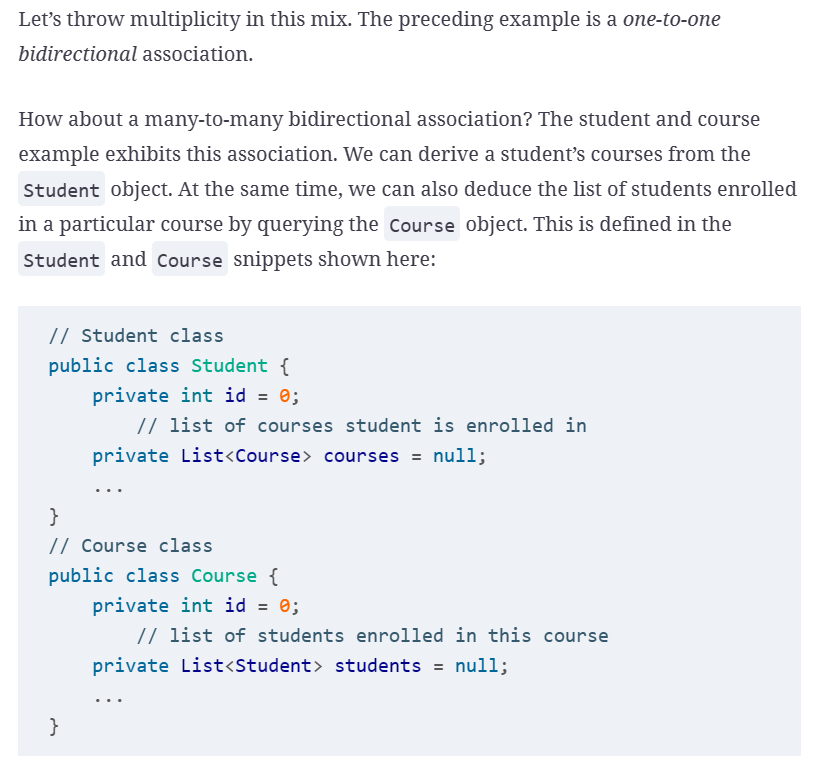 Let’s throw multiplicity in this mix. The preceding example is a one-to-one
bidirectional association.
How about a many-to-many bidirectional association? The student and course
example exhibits this association. We can derive a student’s courses from the
Student object. At the same time, we can also deduce the list of students enrolled
in a particular course by querying the Course object. This is defined in the
Student and Course snippets shown here:
// Student class
public class Student {
    private int id = 0;
        // list of courses student is enrolled in
    private List<Course> courses = null;
    ...
}
// Course class
public class Course {
    private int id = 0;
        // list of students enrolled in this course
    private List<Student> students = null;
    ...
}